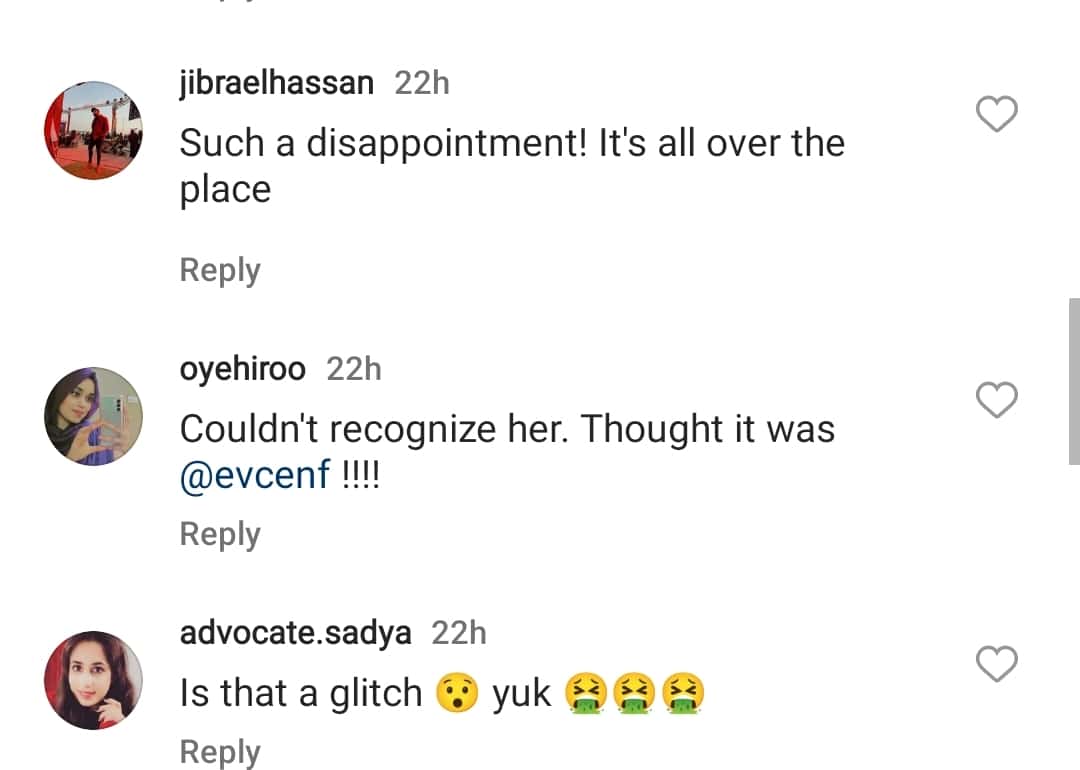 Reply
jibraelhassan 22h
Such a disappointment! It's all over the
place
Reply
oyehiroo 22h
Couldn't recognize her. Thought it was
@evcenf !!!!
Reply
advocate.sadya 22h
Is that a glitch 😯 yuk 🤮🤮🤮
Reply